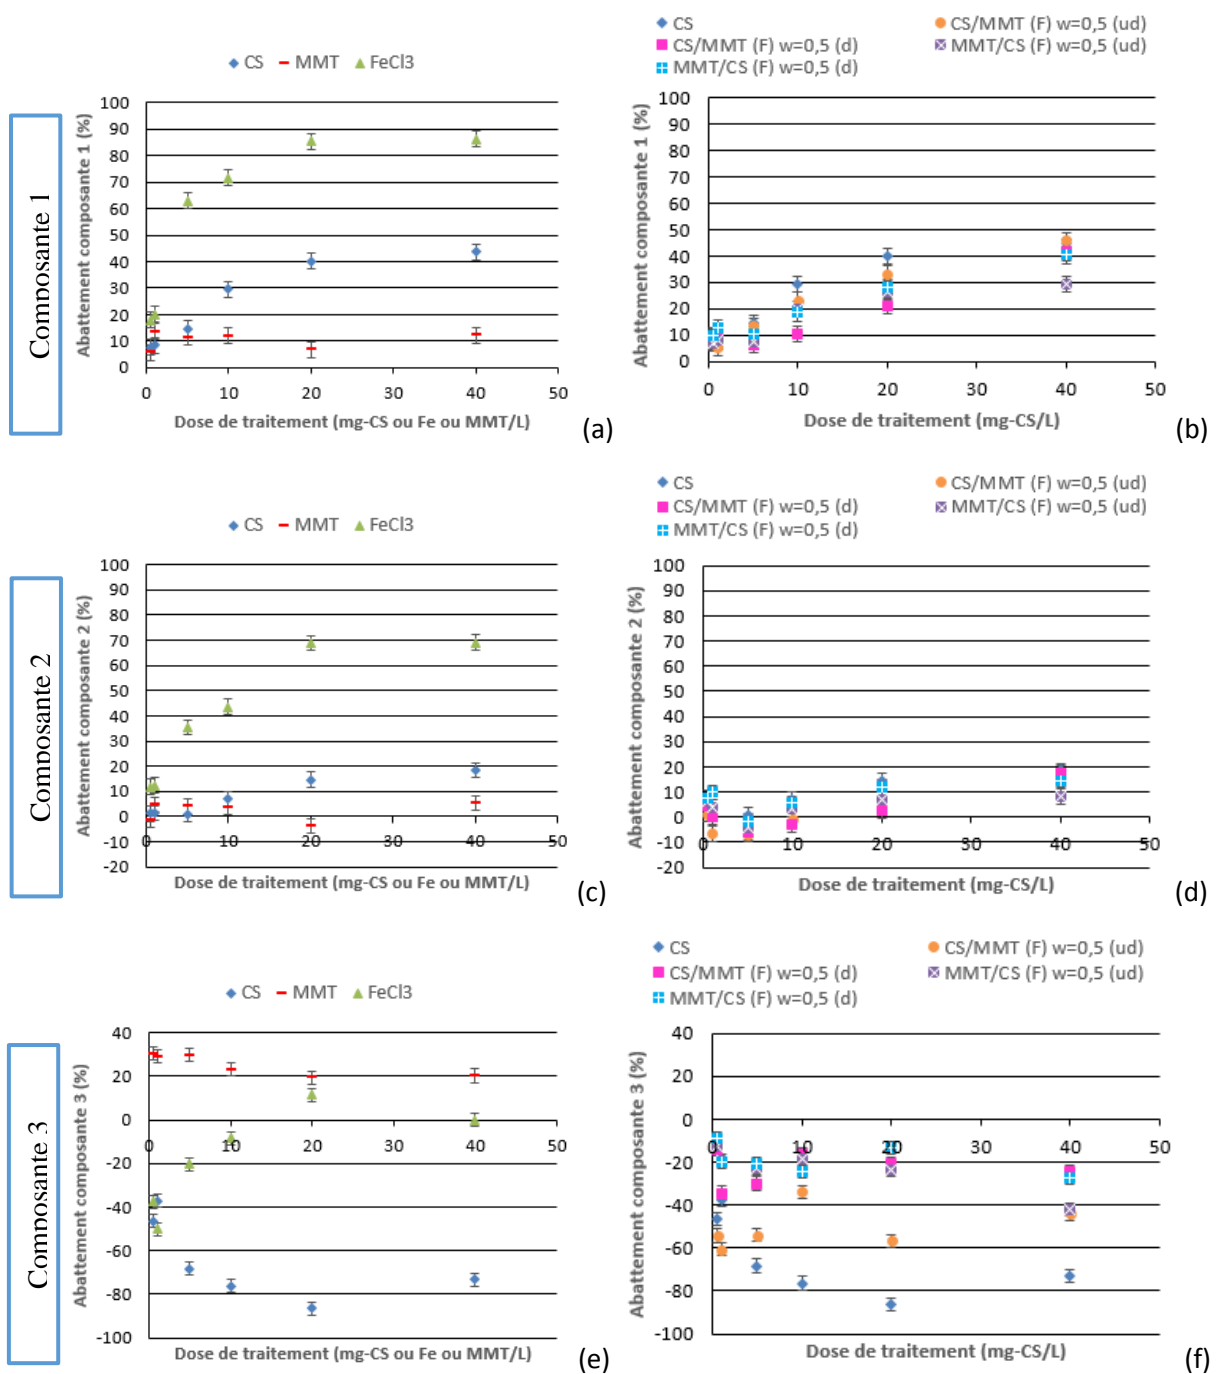 CS MMT FeCl3
CS CS/MMT (F) w=0,5 (ud)
CS/MMT (F) w=0,5 (d) MMT/CS (F) w=0,5 (ud)
MMT/CS (F) w=0,5 (d)
Composante 1
Abattement composante 1 (%)
100
90
80
70
60
50
40
30
20
10
0
0 10 20 30 40 50
Dose de traitement (mg-CS ou Fe ou MMT/L)
(a)
Abattement composante 1 (%)
100
90
80
70
60
50
40
30
20
10
0
0 10 20 30 40 50
Dose de traitement (mg-CS/L)
(b)
CS MMT FeCl3
CS CS/MMT (F) w=0,5 (ud)
CS/MMT (F) w=0,5 (d) MMT/CS (F) w=0,5 (ud)
MMT/CS (F) w=0,5 (d)
Composante 2
Abattement composante 2 (%)
100
90
80
70
60
50
40
30
20
10
0
-10
-20
0 10 20 30 40 50
Dose de traitement (mg-CS ou Fe ou MMT/L)
(c)
Abattement composante 2 (%)
100
90
80
70
60
50
40
30
20
10
0
-10
-20
0 10 20 30 40 50
Dose de traitement (mg-CS/L)
(d)
CS MMT FeCl3
CS CS/MMT (F) w=0,5 (ud)
CS/MMT (F) w=0,5 (d) MMT/CS (F) w=0,5 (ud)
MMT/CS (F) w=0,5 (d)
Composante 3
Abattement composante 3 (%)
40
20
0
-20
-40
-60
-80
-100
0 10 20 30 40 50
Dose de traitement (mg-CS ou Fe ou MMT/L)
(e)
Abattement composante 3 (%)
40
20
0
-20
-40
-60
-80
-100
0 10 20 30 40 50
Dose de traitement (mg-CS/L)
(f)